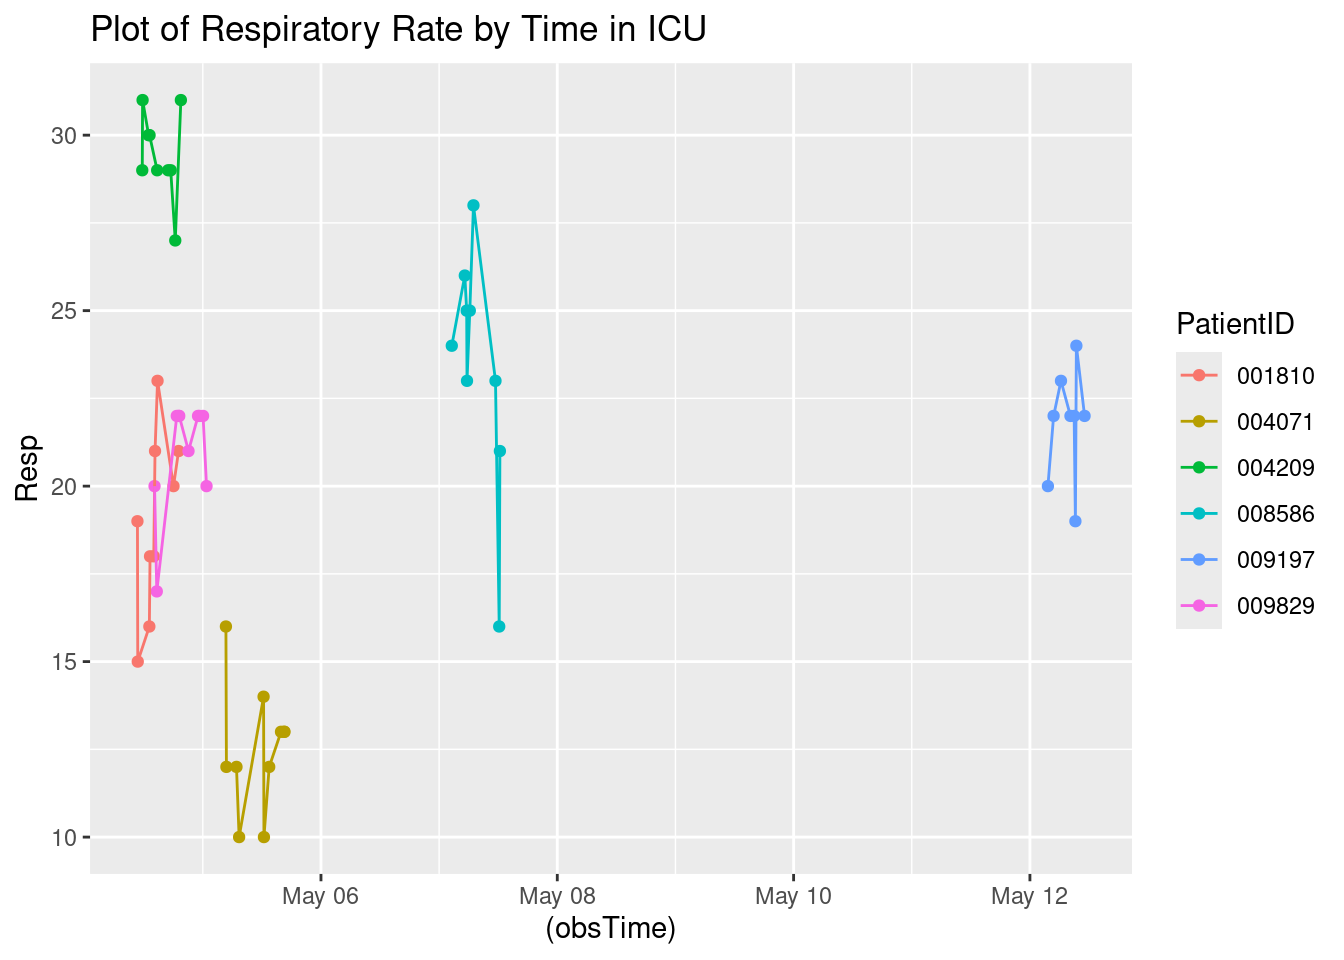 Plot of Respiratory Rate by Time in ICU
30
25
20
15
10
Resp
May 06
May 08
May 10
May 12
(obsTime)
PatientID
001810
004071
004209
008586
009197
009829